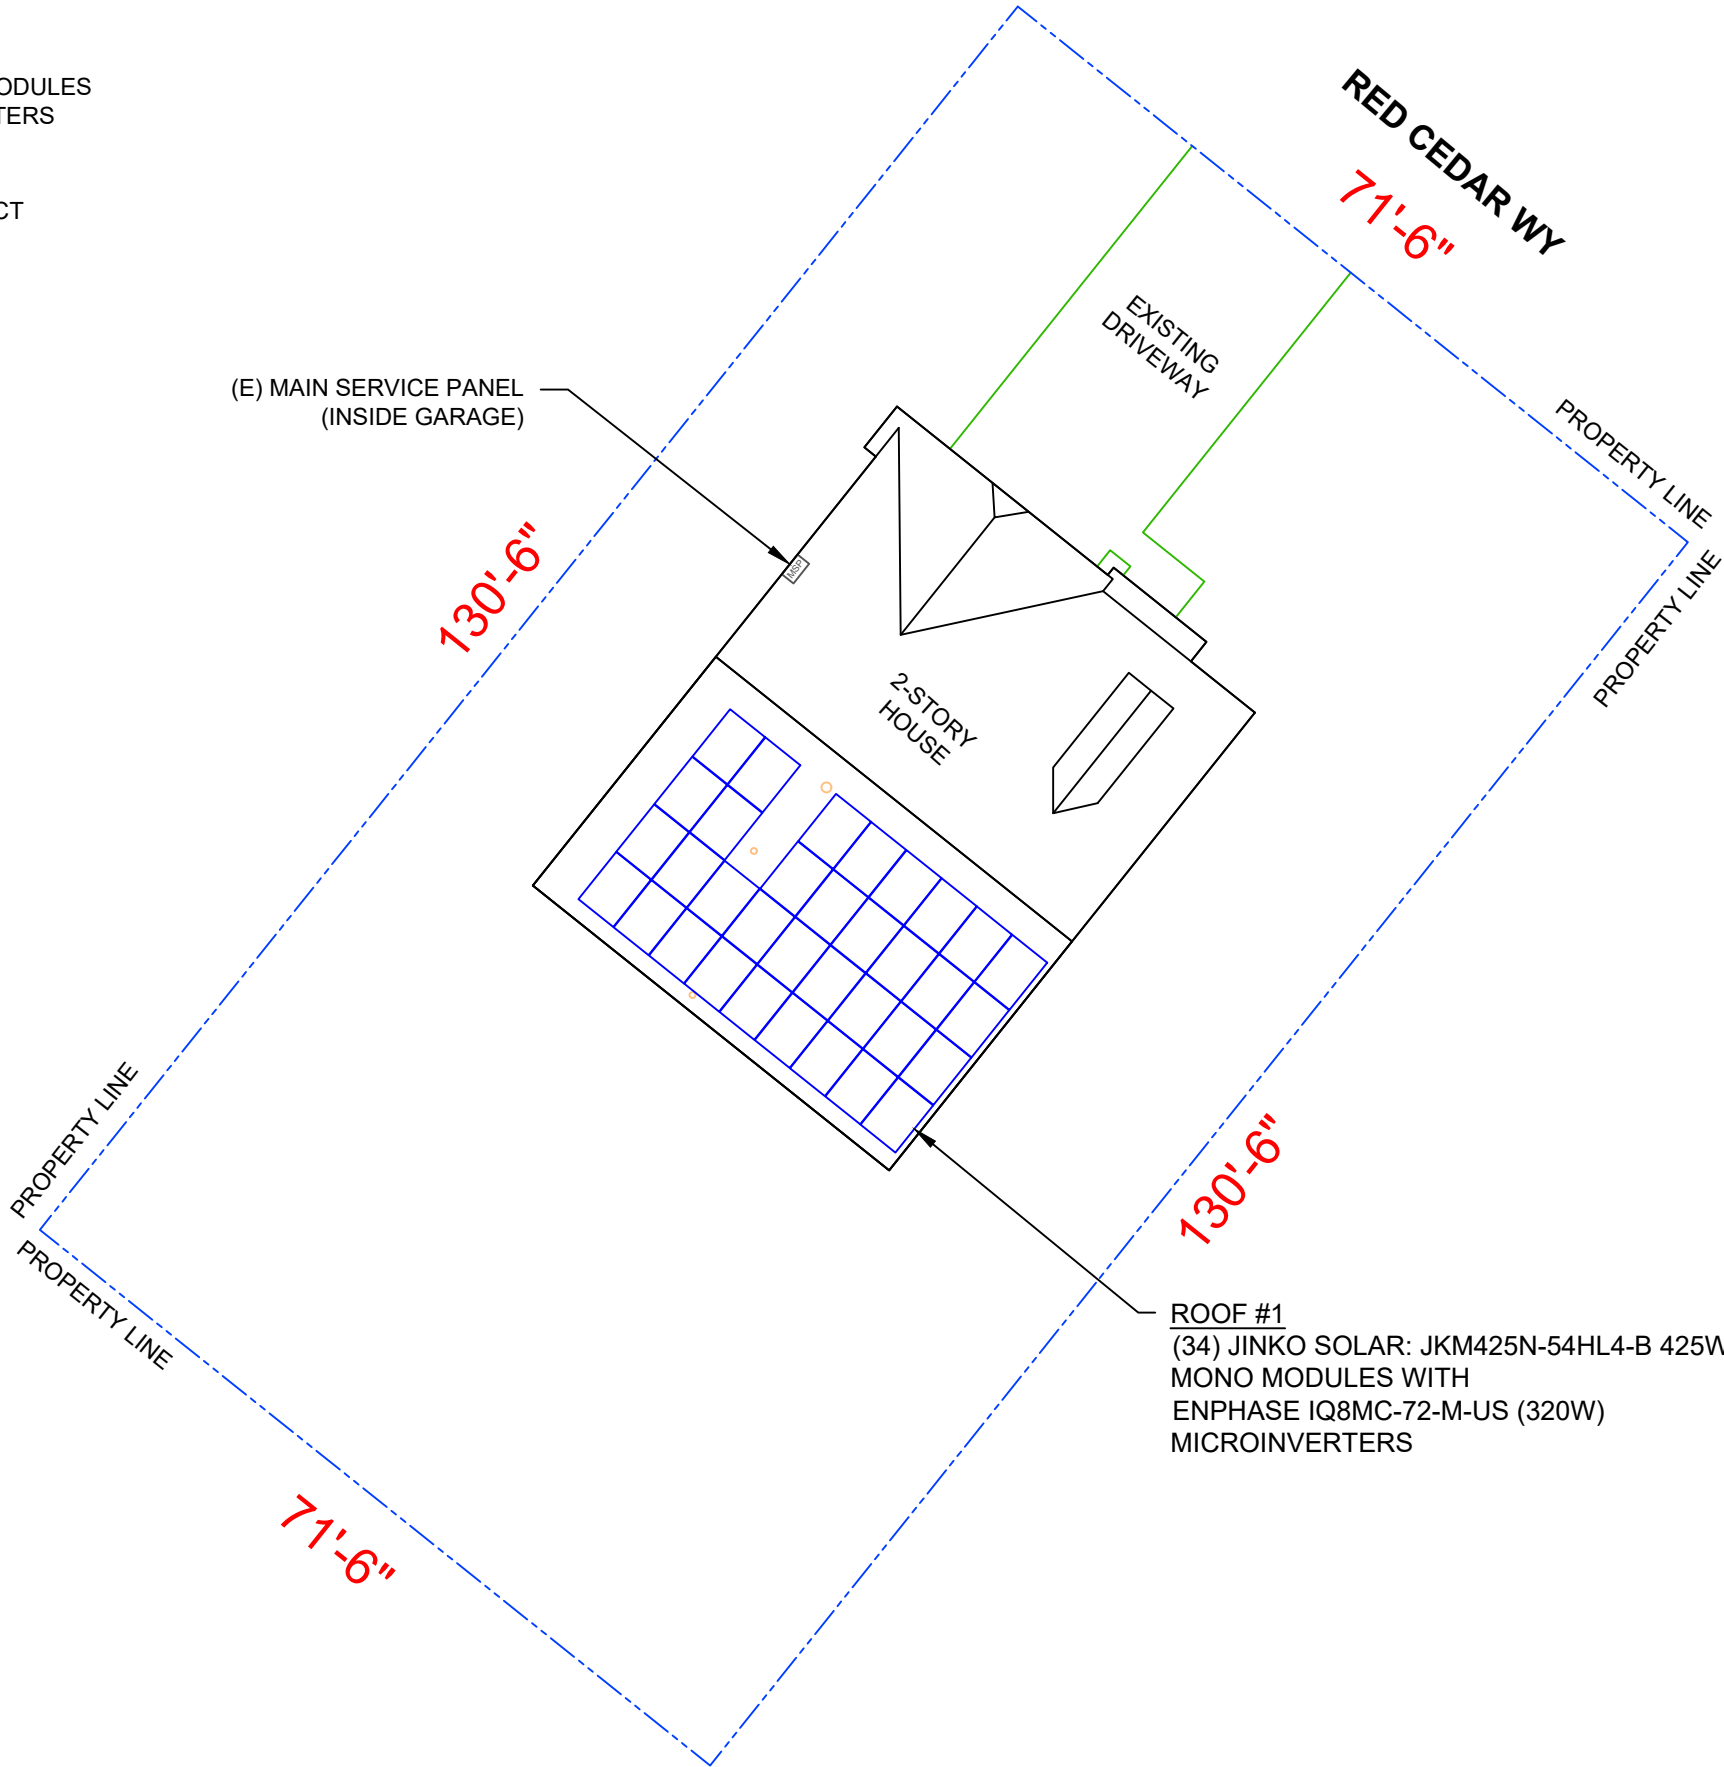 ODULES
TERS
CT
RED CEDAR WY
71'-6"
EXISTING
DRIVEWAY
(E) MAIN SERVICE PANEL
(INSIDE GARAGE)
PROPERTY LINE
PROPERTY LINE
MSP
130'-6"
2-STORY
HOUSE
PROPERTY LINE
PROPERTY LINE
130'-6"
ROOF #1
(34) JINKO SOLAR: JKM425N-54HL4-B 425W
MONO MODULES WITH
ENPHASE IQ8MC-72-M-US (320W)
MICROINVERTERS
71'-6"